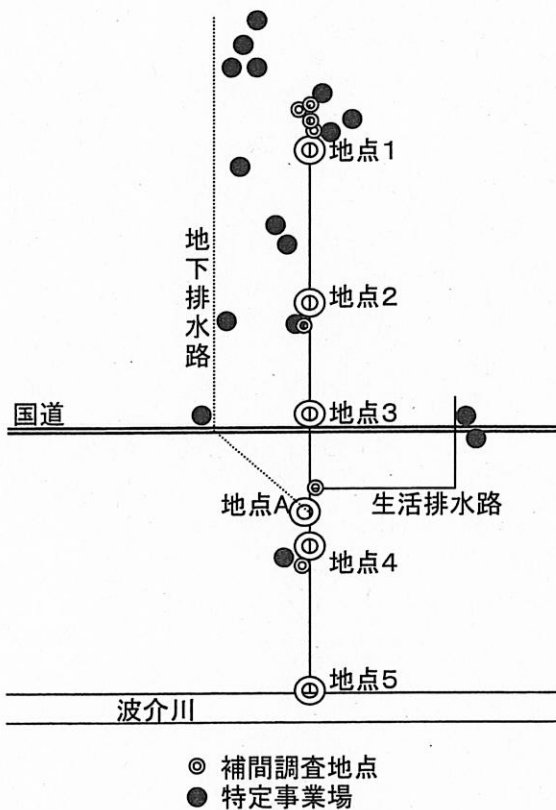 地点1
地下排水路
地点2
国道
地点3
地点A
生活排水路
地点4
地点5
波介川
補間調査地点
特定事業場